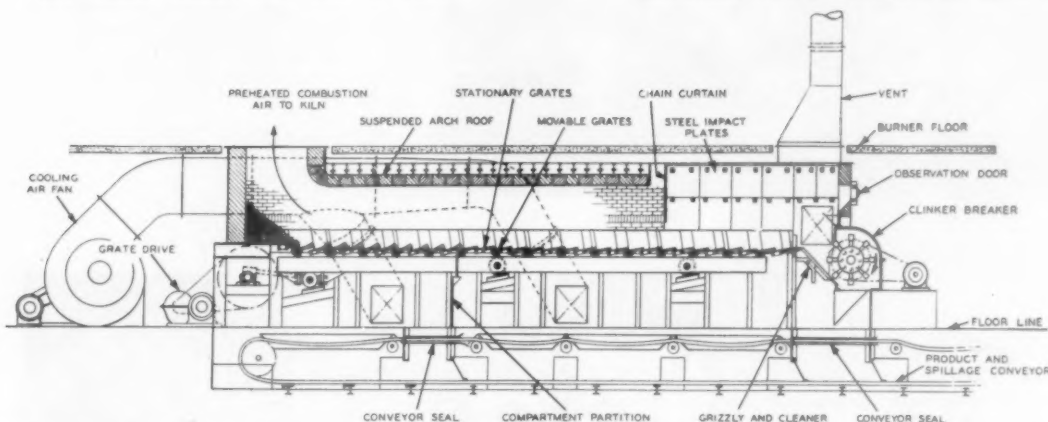 PREHEATED COMBUSTION
AIR TO KILN
STATIONARY GRATES
SUSPENDED ARCH ROOF
MOVABLE GRATES
CHAIN CURTAIN
STEEL IMPACT
PLATES
VENT
BURNER FLOOR
OBSERVATION DOOR
CLINKER BREAKER
COOLING
AIR FAN
GRATE DRIVE
FLOOR LINE
PRODUCT AND
SPILLAGE CONVEYOR
CONVEYOR SEAL
COMPARTMENT PARTITION
GRIZZLY AND CLEANER
CONVEYOR SEAL